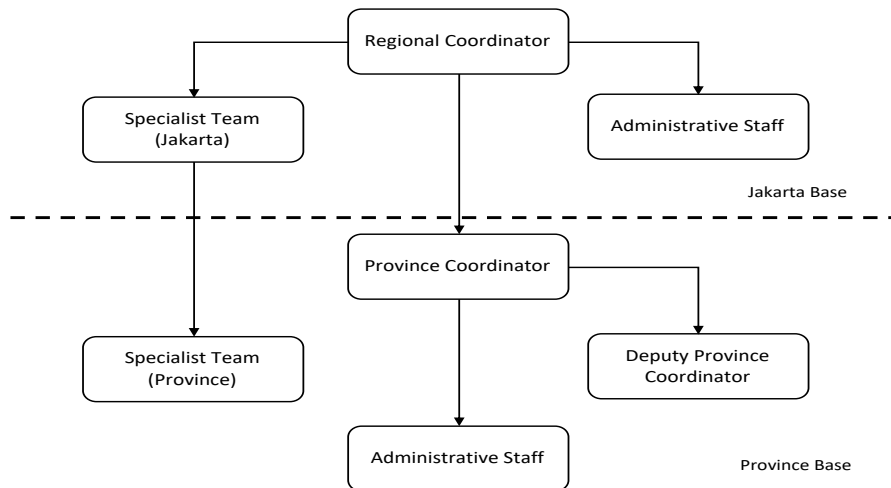 Regional Coordinator
Specialist Team
(Jakarta)
Administrative Staff
Jakarta Base
Province Coordinator
Specialist Team
(Province)
Deputy Province
Coordinator
Administrative Staff
Province Base